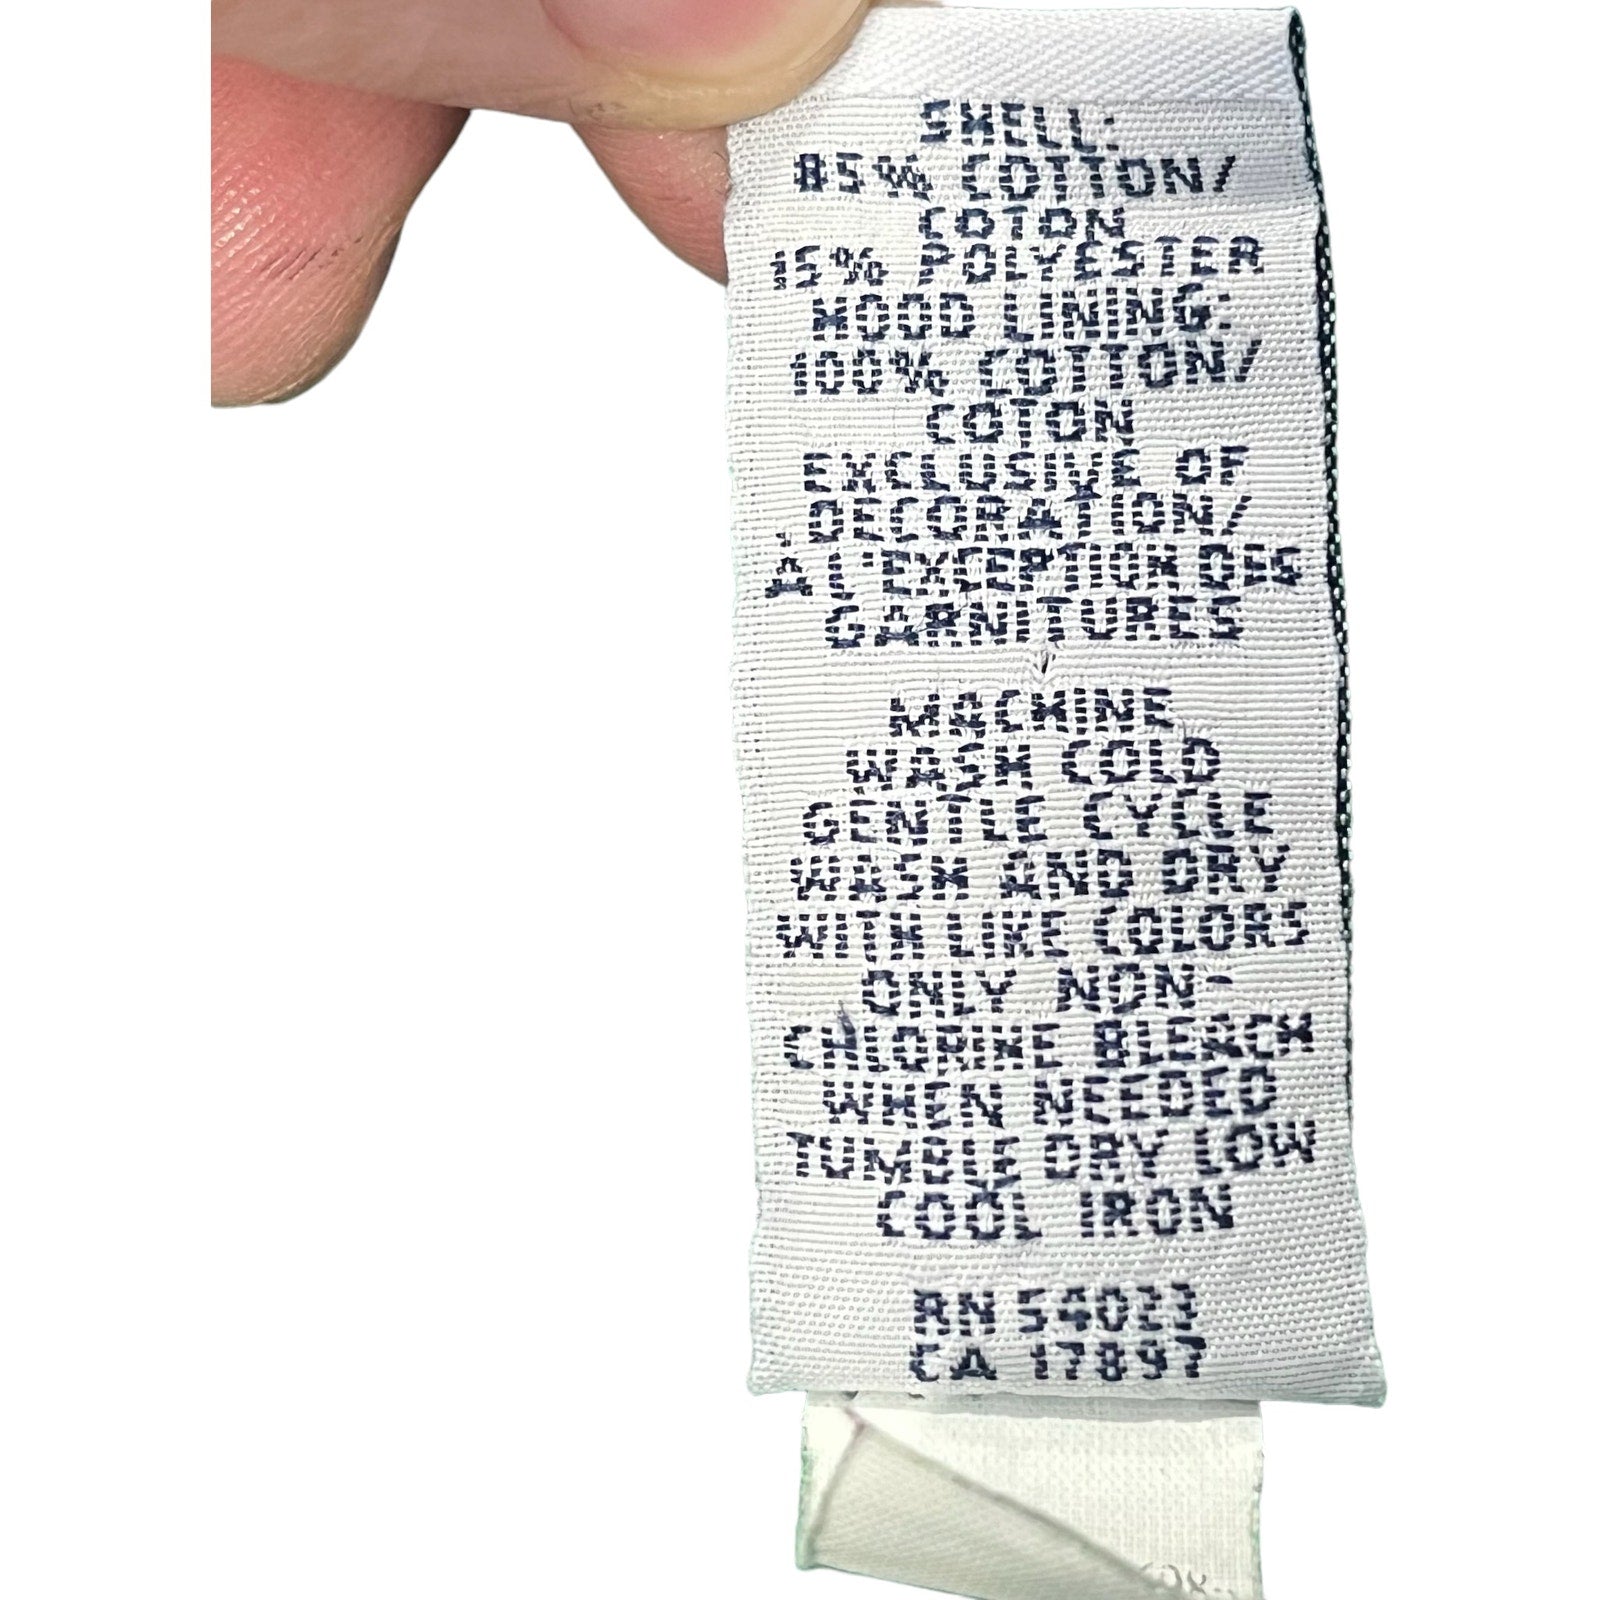 SHELL:
85% COTTON/
COTON
15% POLYESTER
HOOD LINING:
100% COTTON/
COTON
EXCLUSIVE OF
DECORATION/
À L'EXCEPTION DES
GARNITURES
MACHINE
WASH COLD
GENTLE CYCLE
WASH AND DRY
WITH LIKE COLORS
ONLY NON-
CHLORINE BLEACH
WHEN NEEDED
TUMBLE DRY LOW
COOL IRON
RN 54023
CA 17897